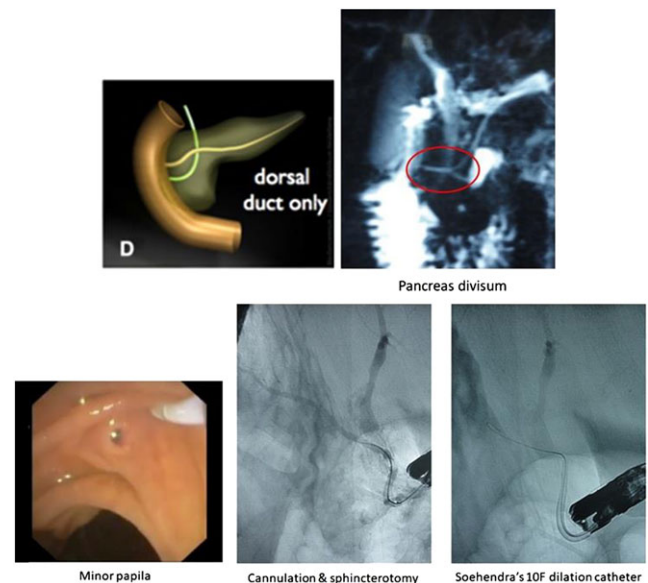 dorsal
duct only
D
Pancreas divisum
Minor papila
Cannulation & sphincterotomy
Soehendra's 10F dilation catheter